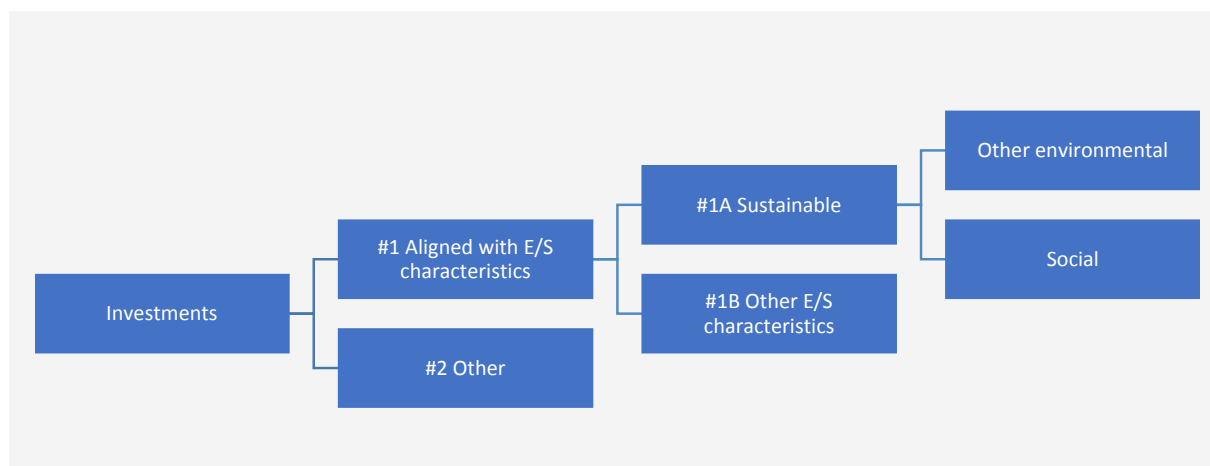 Investments
#1 Aligned with E/S
characteristics
#2 Other
#1A Sustainable
#1B Other E/S
characteristics
Other environmental
Social